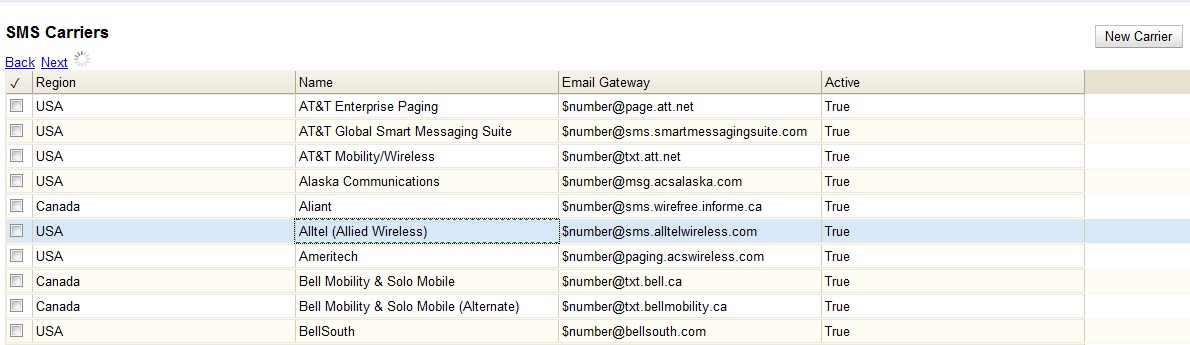 SMS Carriers
New Carrier
Back Next
✓ Region Name Email Gateway Active
USA AT&T Enterprise Paging $number@page.att.net True
USA AT&T Global Smart Messaging Suite $number@sms.smartmessagingsuite.com True
USA AT&T Mobility/Wireless $number@txt.att.net True
USA Alaska Communications $number@msg.acsalaska.com True
Canada Aliant $number@sms.wirefree.informe.ca True
USA Alltel (Allied Wireless) $number@sms.alltelwireless.com True
USA Ameritech $number@paging.acswireless.com True
Canada Bell Mobility & Solo Mobile $number@txt.bell.ca True
Canada Bell Mobility & Solo Mobile (Alternate) $number@txt.bellmobility.ca True
USA BellSouth $number@bellsouth.com True